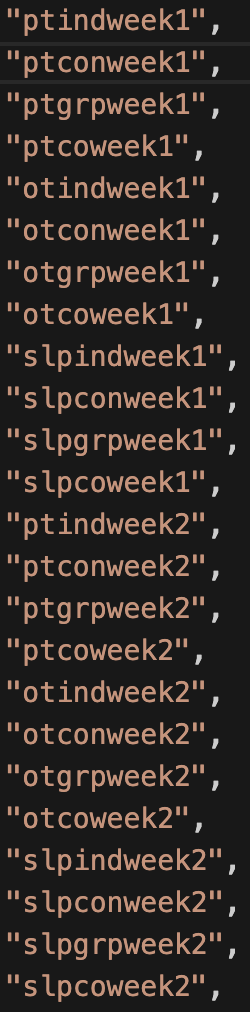 "ptindweek1",
"ptconweek1",
"ptgrpweek1",
"ptcoweek1",
"otindweek1",
"otconweek1",
"otgrpweek1",
"otcoweek1",
"slpindweek1",
"slpconweek1",
"slpgrpweek1",
"slpcoweek1",
"ptindweek2",
"ptconweek2",
"ptgrpweek2",
"ptcoweek2",
"otindweek2",
"otconweek2",
"otgrpweek2",
"otcoweek2",
"slpindweek2",
"slpconweek2",
"slpgrpweek2",
"slpcoweek2",